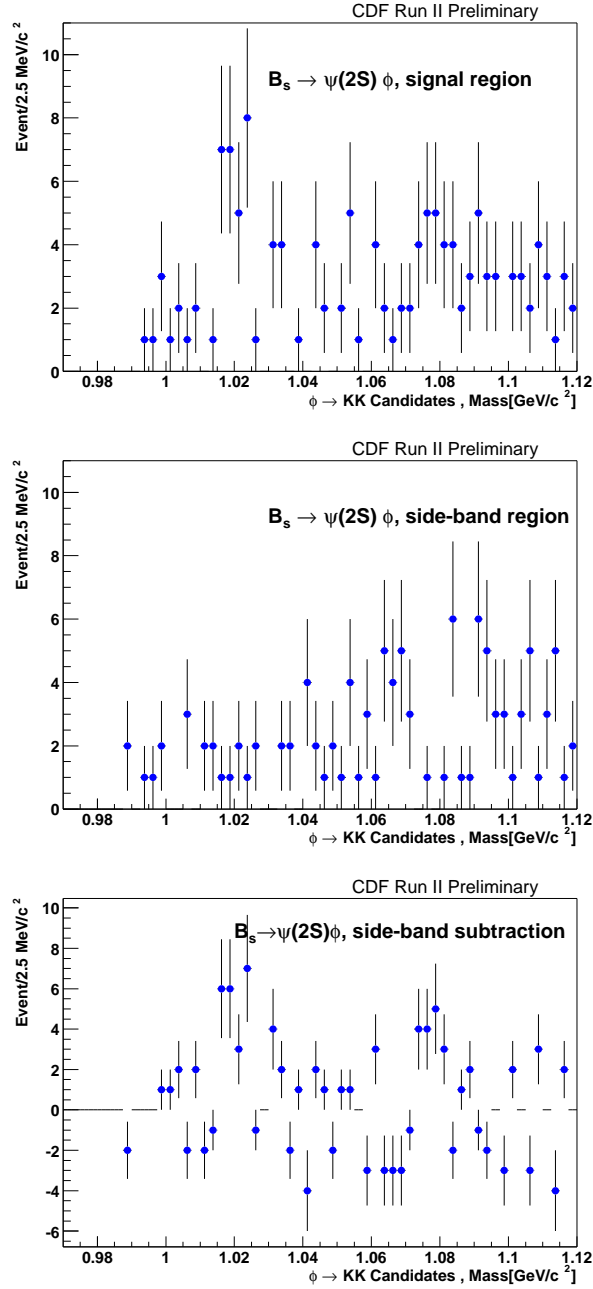 CDF Run II Preliminary
Event/2.5 MeV/c²
B_s → ψ(2S) φ, signal region
10
8
6
4
2
0
0.98 1 1.02 1.04 1.06 1.08 1.1 1.12
φ → KK Candidates , Mass[GeV/c ²]
CDF Run II Preliminary
Event/2.5 MeV/c²
B_s → ψ(2S) φ, side-band region
10
8
6
4
2
0
0.98 1 1.02 1.04 1.06 1.08 1.1 1.12
φ → KK Candidates , Mass[GeV/c ²]
CDF Run II Preliminary
Event/2.5 MeV/c²
B_s→ψ(2S)φ, side-band subtraction
10
8
6
4
2
0
-2
-4
-6
0.98 1 1.02 1.04 1.06 1.08 1.1 1.12
φ → KK Candidates , Mass[GeV/c ²]